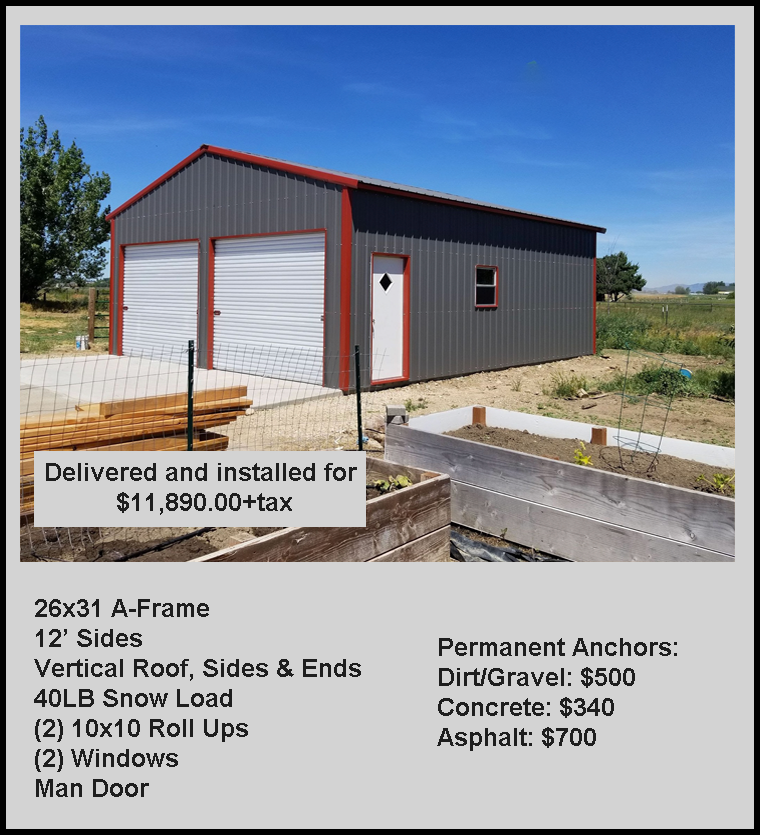 Delivered and installed for
$11,890.00+tax
26x31 A-Frame
12’ Sides
Vertical Roof, Sides & Ends
40LB Snow Load
(2) 10x10 Roll Ups
(2) Windows
Man Door
Permanent Anchors:
Dirt/Gravel: $500
Concrete: $340
Asphalt: $700